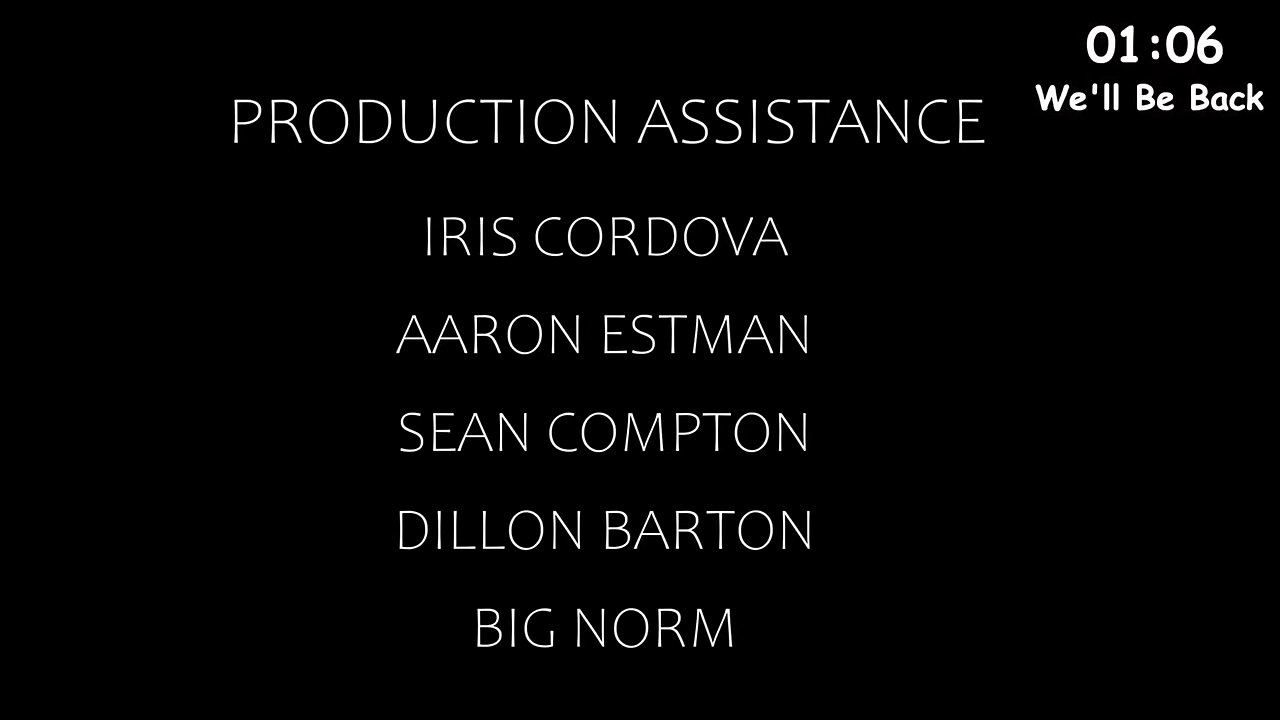 01:06
We'll Be Back
PRODUCTION ASSISTANCE
IRIS CORDOVA
AARON ESTMAN
SEAN COMPTON
DILLON BARTON
BIG NORM